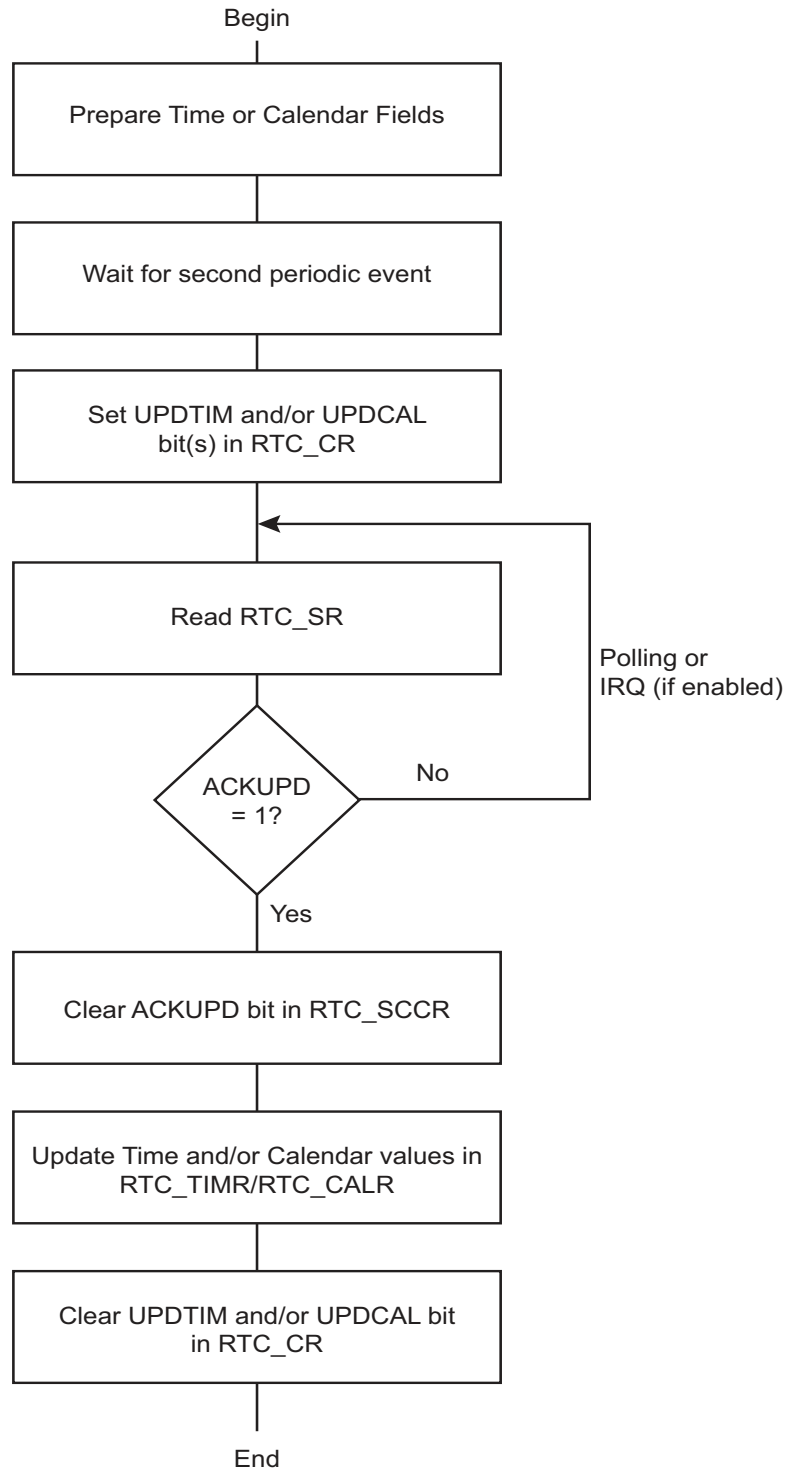 Begin
Prepare Time or Calendar Fields
Wait for second periodic event
Set UPDTIM and/or UPDCAL
bit(s) in RTC_CR
Read RTC_SR
Polling or
IRQ (if enabled)
ACKUPD
= 1?
No
Yes
Clear ACKUPD bit in RTC_SCCR
Update Time and/or Calendar values in
RTC_TIMR/RTC_CALR
Clear UPDTIM and/or UPDCAL bit
in RTC_CR
End